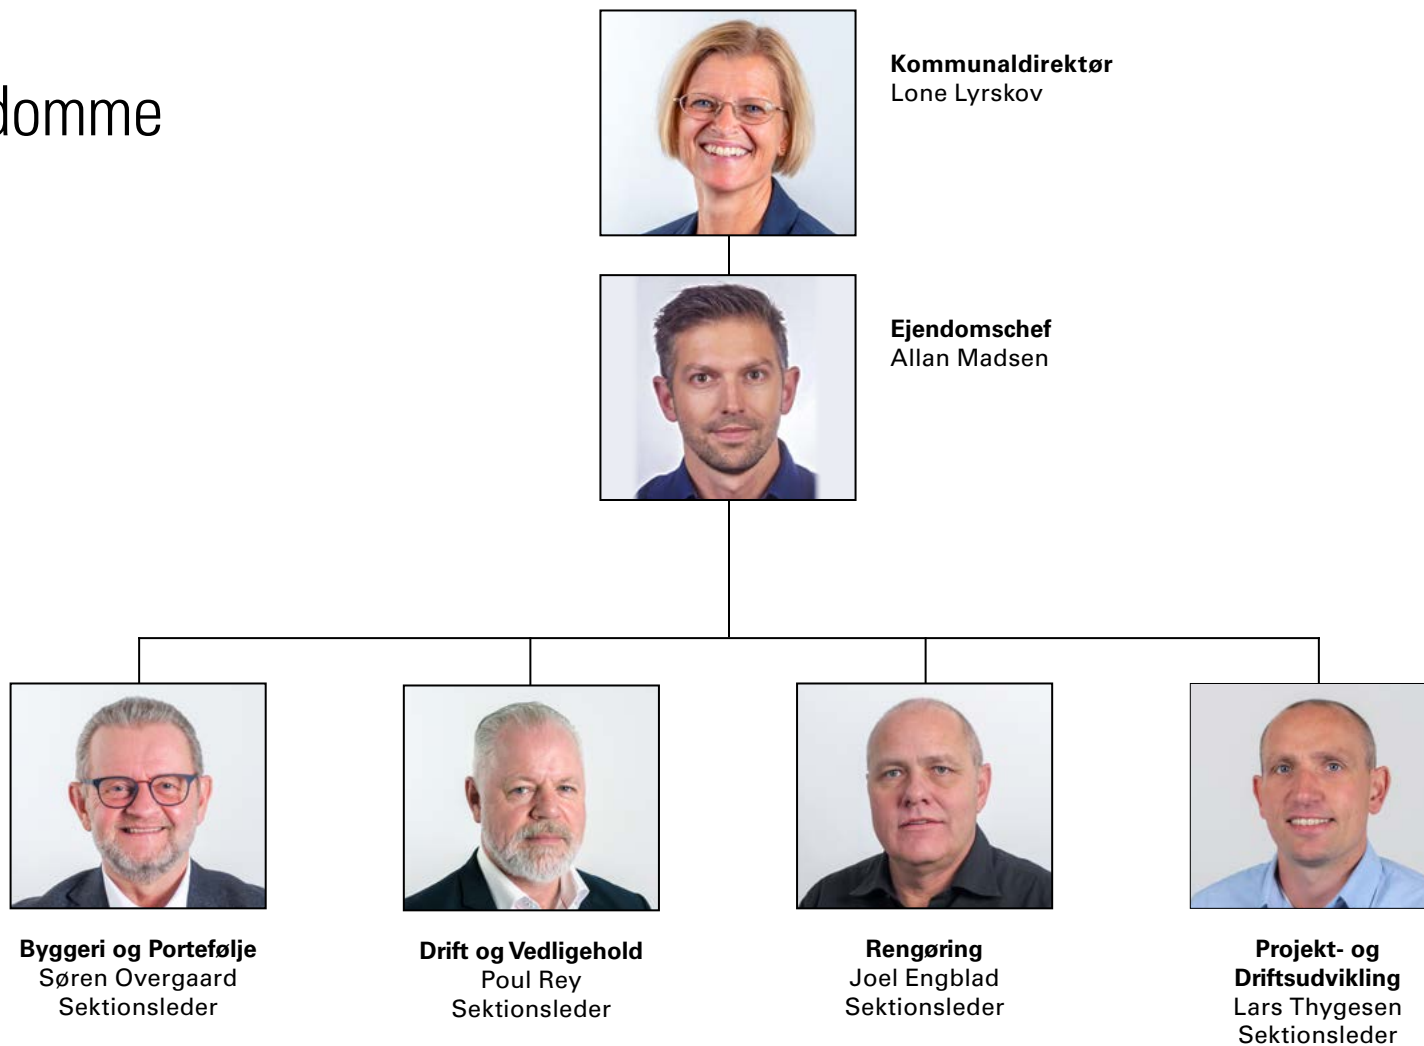 Kommunaldirektør
Lone Lyrskov
domme
Ejendomschef
Allan Madsen
Byggeri og Portefølje
Søren Overgaard
Sektionsleder
Drift og Vedligehold
Poul Rey
Sektionsleder
Rengøring
Joel Engblad
Sektionsleder
Projekt- og
Driftsudvikling
Lars Thygesen
Sektionsleder